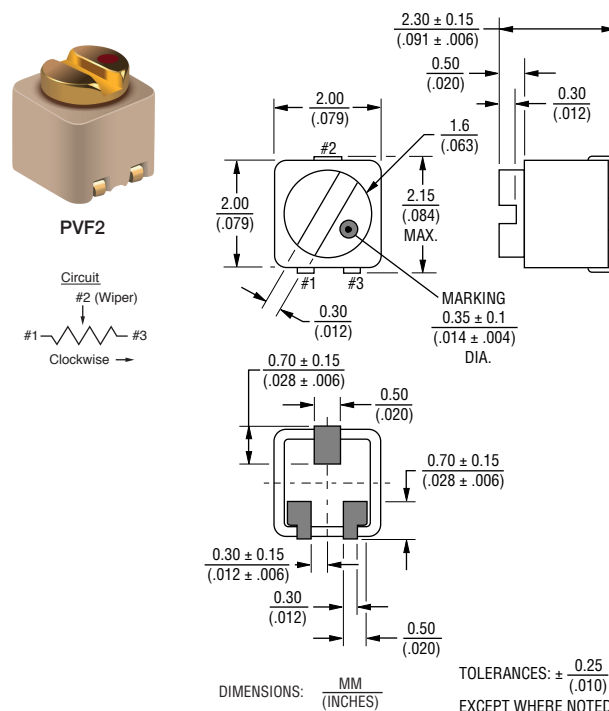 2.30 ± 0.15
(.091 ± .006)
0.50
(.020)
0.30
(.012)
2.00
(.079)
1.6
(.063)
#2
2.00
(.079)
2.15
(.084)
MAX.
PVF2
#1
#3
Circuit
#2 (Wiper)
#1
#3
Clockwise
0.30
(.012)
MARKING
0.35 ± 0.1
(.014 ± .004)
DIA.
0.70 ± 0.15
(.028 ± .006)
0.50
(.020)
0.70 ± 0.15
(.028 ± .006)
0.30 ± 0.15
(.012 ± .006)
0.30
(.012)
0.50
(.020)
DIMENSIONS: MM
(INCHES)
TOLERANCES: ± 0.25
(.010)
EXCEPT WHERE NOTED